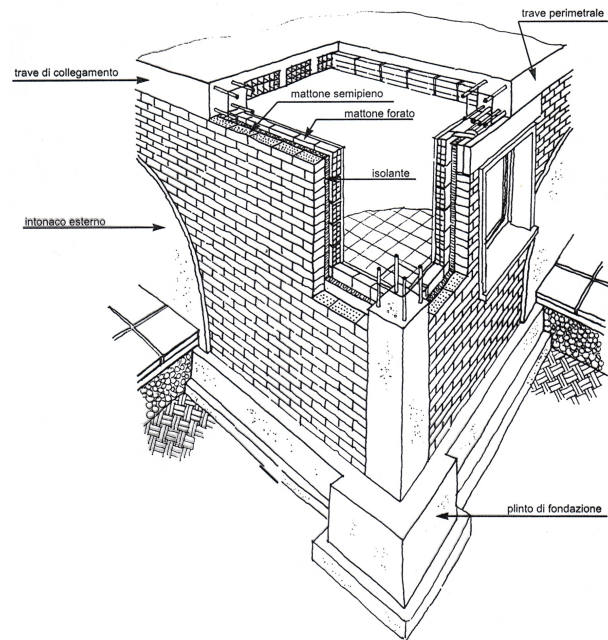 trave perimetrale
trave di collegamento
mattone semipieno
mattone forato
isolante
intonaco esterno
plinto di fondazione